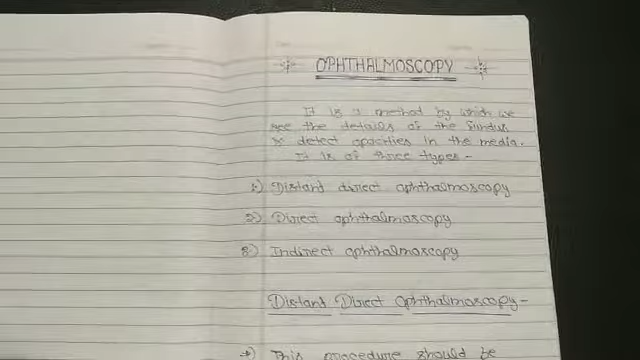 OPHTHALMOSCOPY
It is a method by which we
see the details of the fundus
& detect opacities in the media.
It is of three types -
1.) Distant direct ophthalmoscopy
2.) Direct ophthalmoscopy
3.) Indirect ophthalmoscopy
Distant Direct Ophthalmoscopy -
This procedure should be